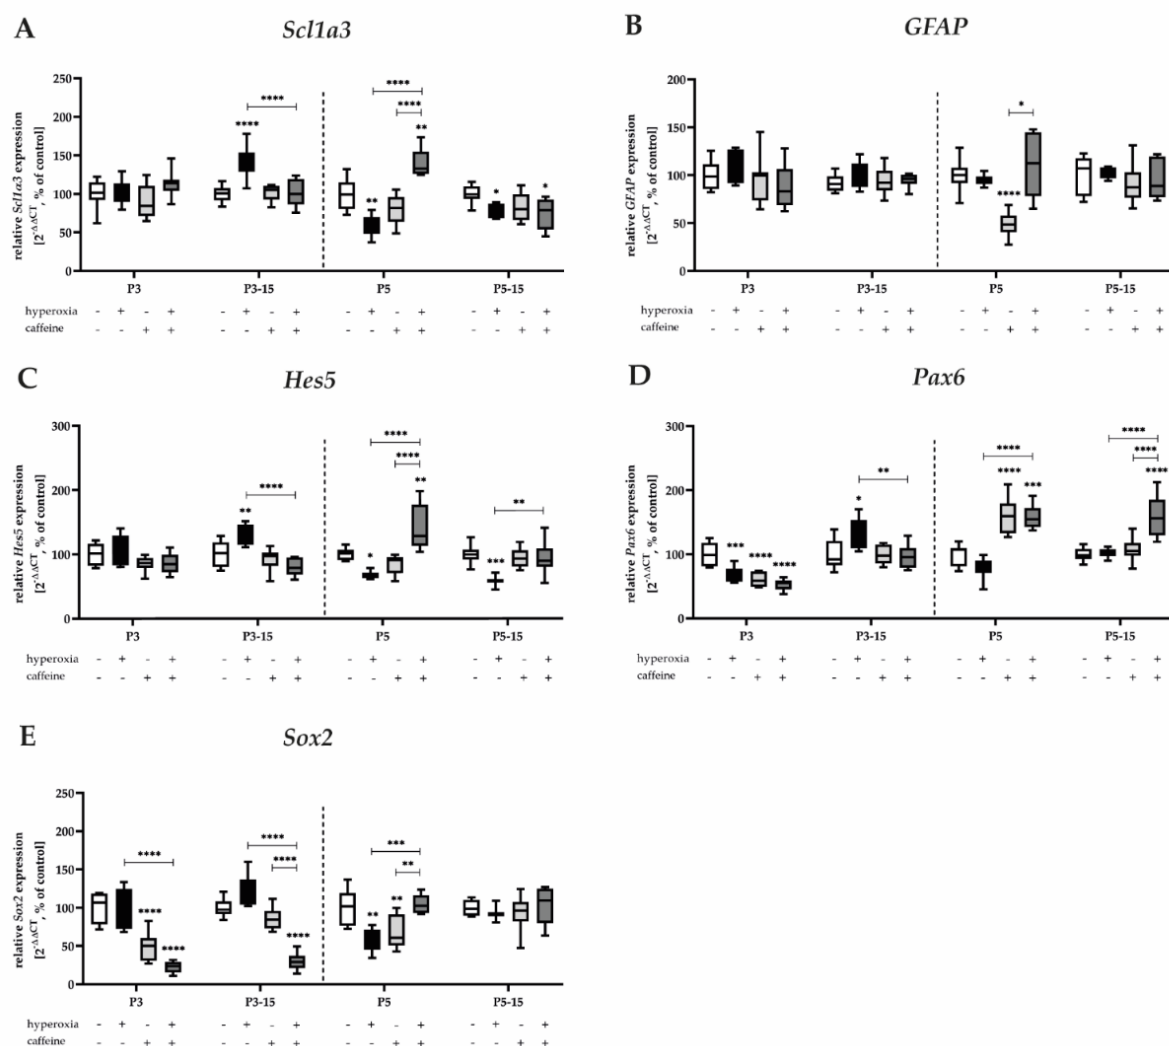 A
Scl1a3
relative Scl1a3 expression
[2-ΔΔCT, % of control]
250
200
150
100
50
0
****
****
****
****
**
**
*
*
P3 P3-15 P5 P5-15
hyperoxia - + - + - + - + - + - + - + - +
caffeine - - + + - - + + - - + + - - + +
B
GFAP
relative GFAP expression
[2-ΔΔCT, % of control]
200
150
100
50
0
*
****
P3 P3-15 P5 P5-15
hyperoxia - + - + - + - + - + - + - + - +
caffeine - - + + - - + + - - + + - - + +
C
Hes5
relative Hes5 expression
[2-ΔΔCT, % of control]
300
200
100
0
****
**
****
****
**
*
**
***
P3 P3-15 P5 P5-15
hyperoxia - + - + - + - + - + - + - + - +
caffeine - - + + - - + + - - + + - - + +
D
Pax6
relative Pax6 expression
[2-ΔΔCT, % of control]
300
200
100
0
***
****
****
**
*
****
****
***
****
****
****
P3 P3-15 P5 P5-15
hyperoxia - + - + - + - + - + - + - + - +
caffeine - - + + - - + + - - + + - - + +
E
Sox2
relative Sox2 expression
[2-ΔΔCT, % of control]
250
200
150
100
50
0
****
****
****
****
****
****
***
**
**
**
P3 P3-15 P5 P5-15
hyperoxia - + - + - + - + - + - + - + - +
caffeine - - + + - - + + - - + + - - + +